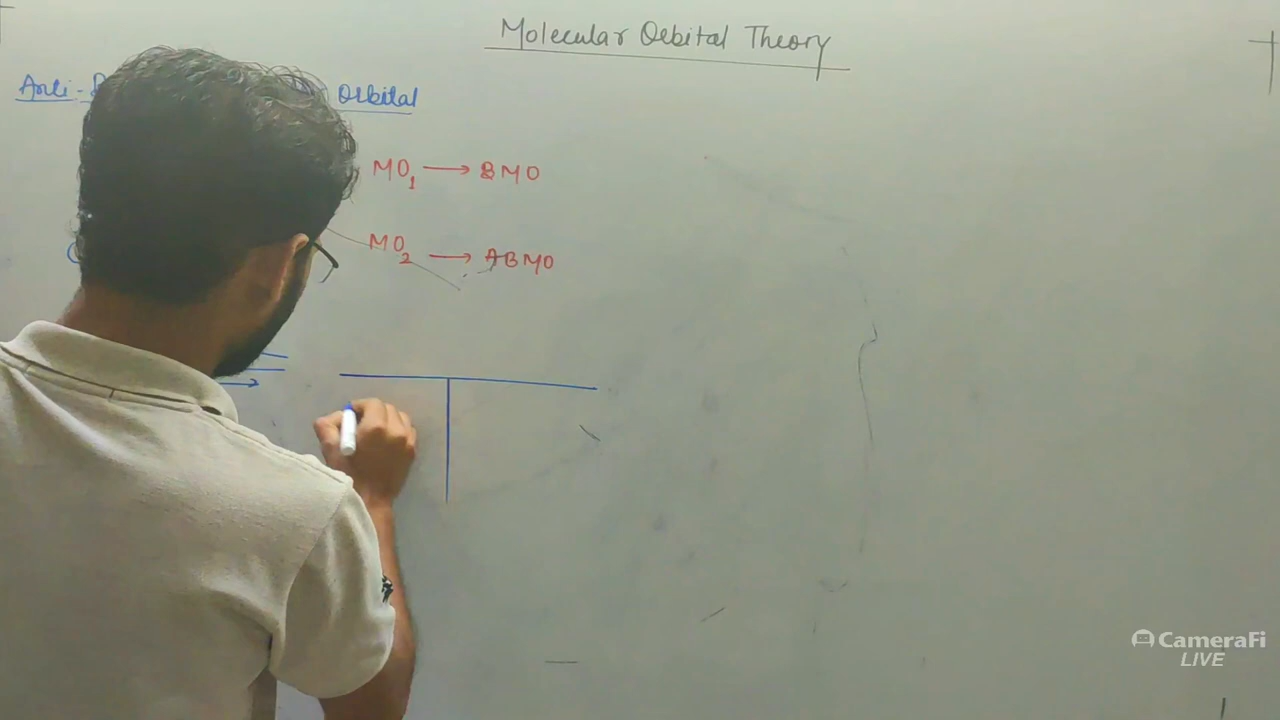 Molecular Orbital Theory
Anti- Orbital
MO1 → BMO
MO2 → ABMO
CameraFi
LIVE